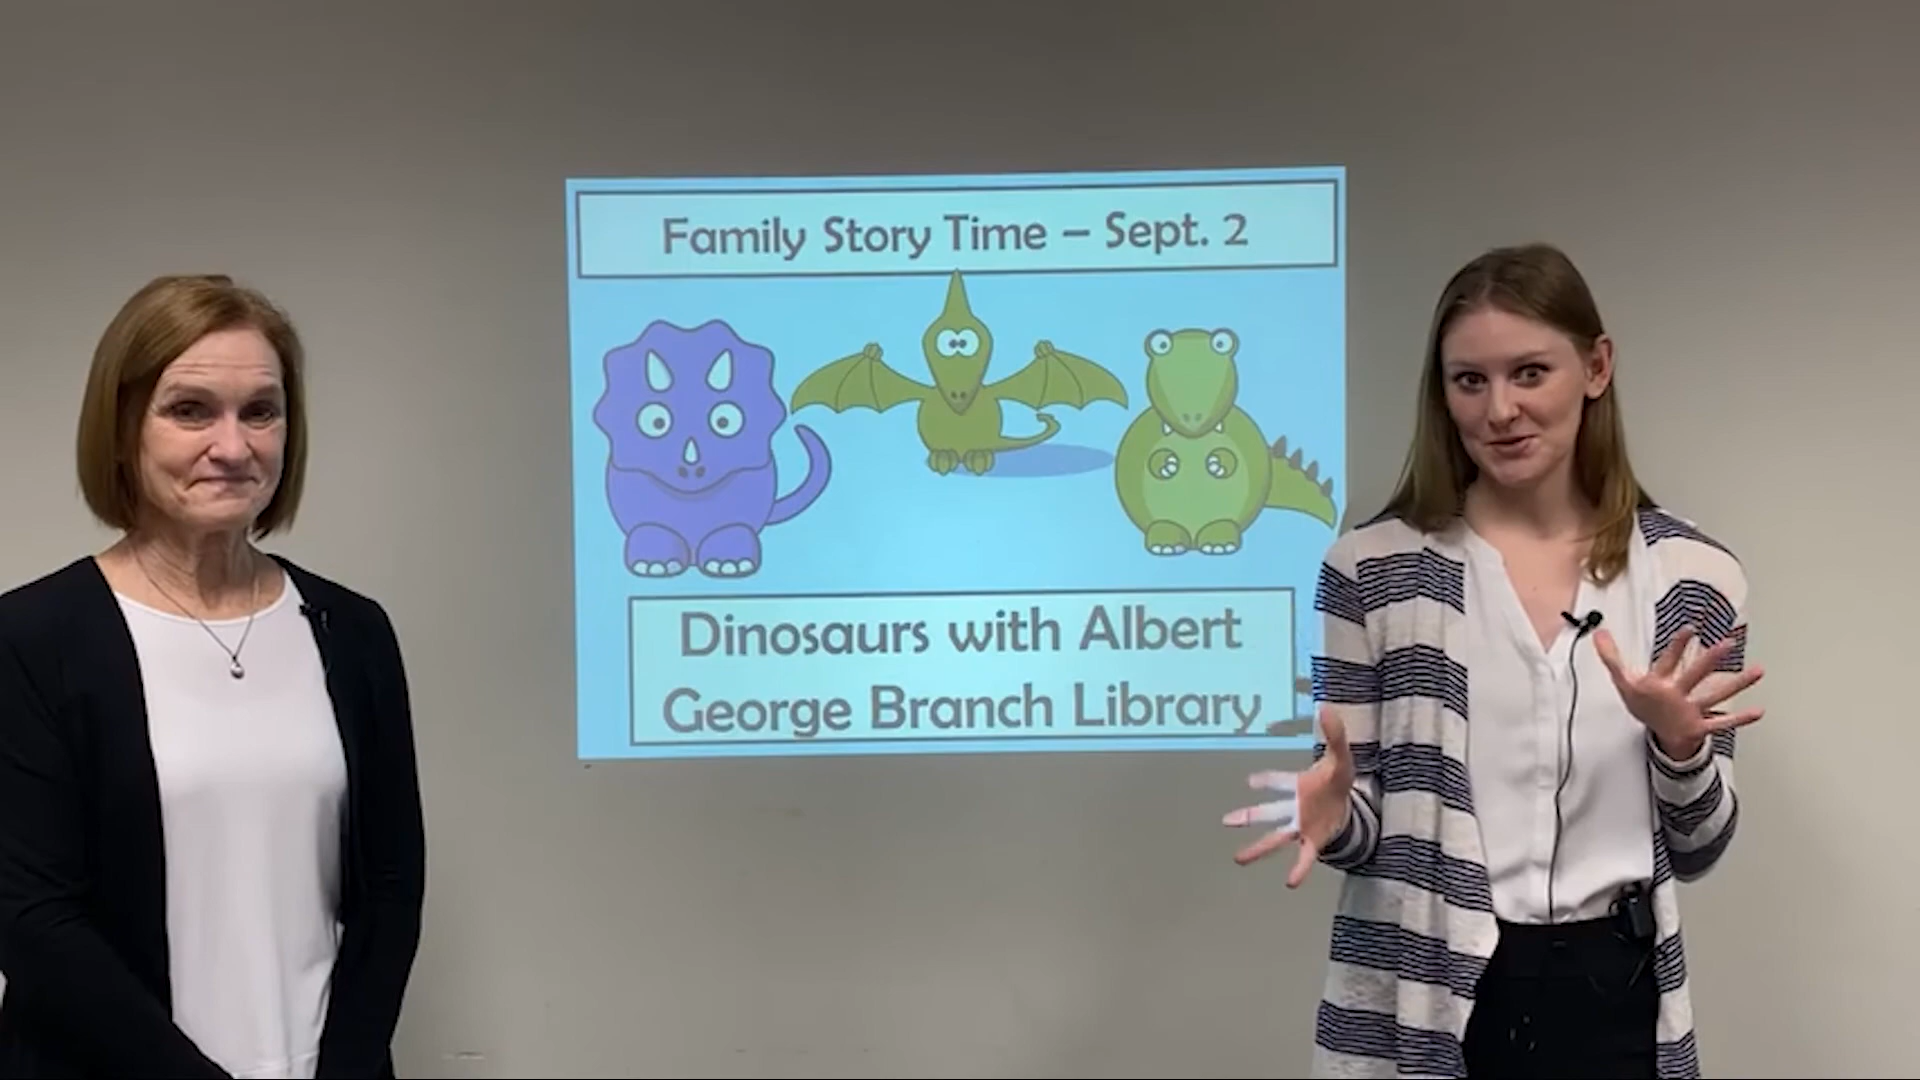 Family Story Time – Sept. 2
Dinosaurs with Albert
George Branch Library